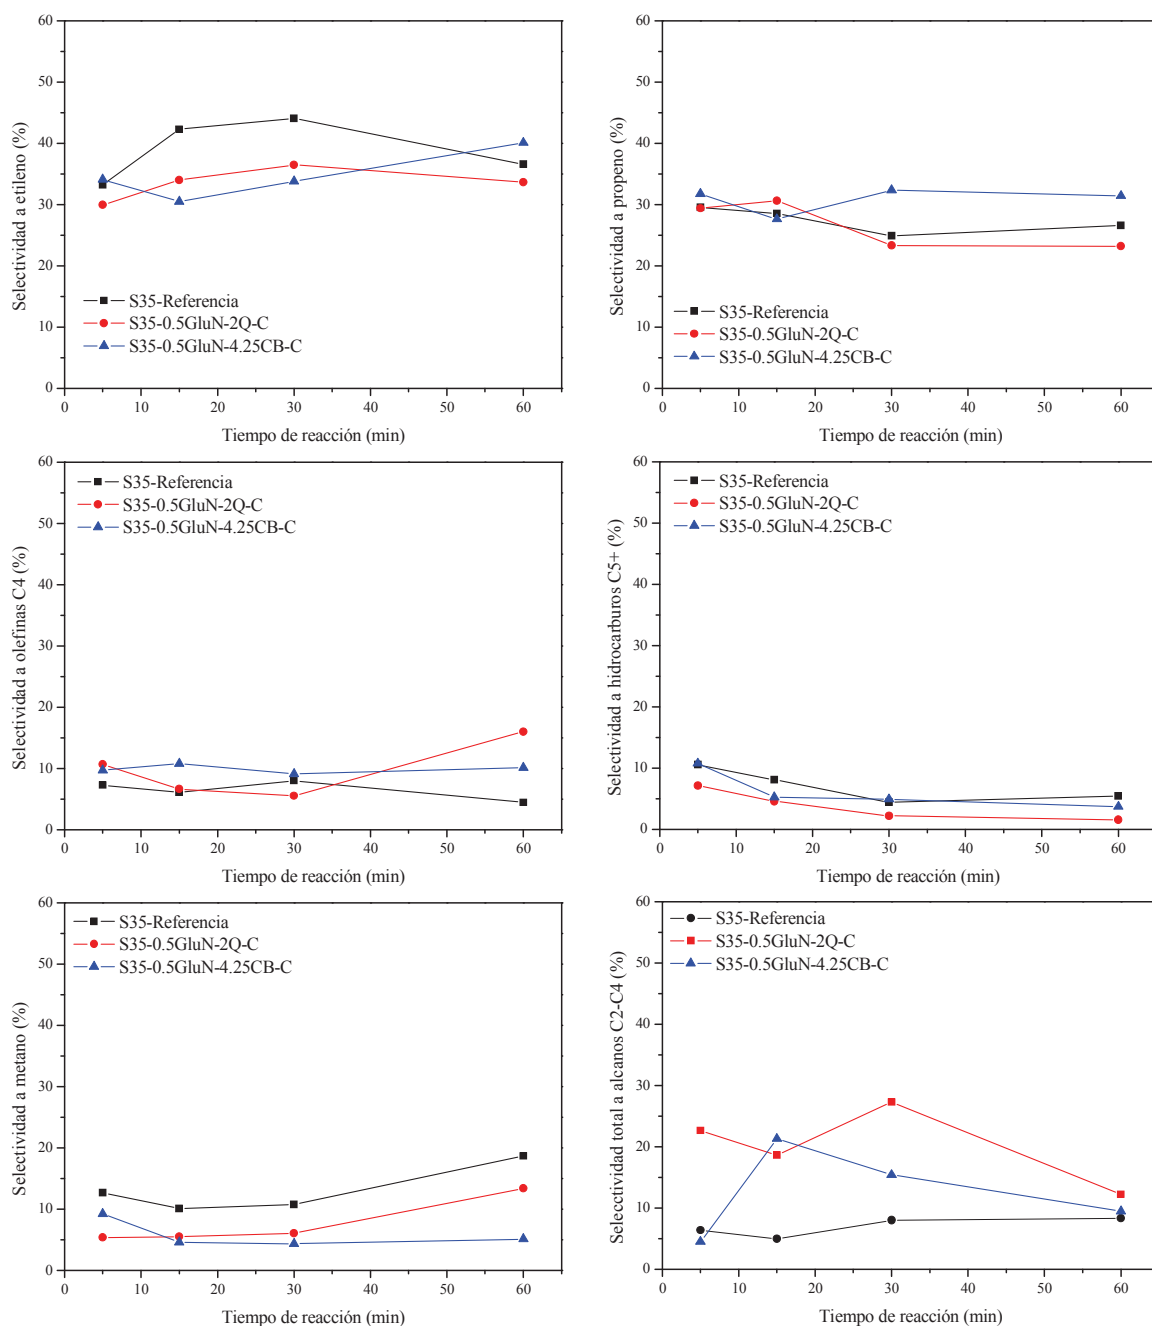 60
50
40
30
20
10
0
Selectividad a etileno (%)
S35-Referencia
S35-0.5GluN-2Q-C
S35-0.5GluN-4.25CB-C
0 10 20 30 40 50 60
Tiempo de reacción (min)
60
50
40
30
20
10
0
Selectividad a propeno (%)
S35-Referencia
S35-0.5GluN-2Q-C
S35-0.5GluN-4.25CB-C
0 10 20 30 40 50 60
Tiempo de reacción (min)
60
50
40
30
20
10
0
Selectividad a olefinas C4 (%)
S35-Referencia
S35-0.5GluN-2Q-C
S35-0.5GluN-4.25CB-C
0 10 20 30 40 50 60
Tiempo de reacción (min)
60
50
40
30
20
10
0
Selectividad a hidrocarburos C5+ (%)
S35-Referencia
S35-0.5GluN-2Q-C
S35-0.5GluN-4.25CB-C
0 10 20 30 40 50 60
Tiempo de reacción (min)
60
50
40
30
20
10
0
Selectividad a metano (%)
S35-Referencia
S35-0.5GluN-2Q-C
S35-0.5GluN-4.25CB-C
0 10 20 30 40 50 60
Tiempo de reacción (min)
60
50
40
30
20
10
0
Selecctividad total a alcanos C2-C4 (%)
S35-Referencia
S35-0.5GluN-2Q-C
S35-0.5GluN-4.25CB-C
0 10 20 30 40 50 60
Tiempo de reacción (min)